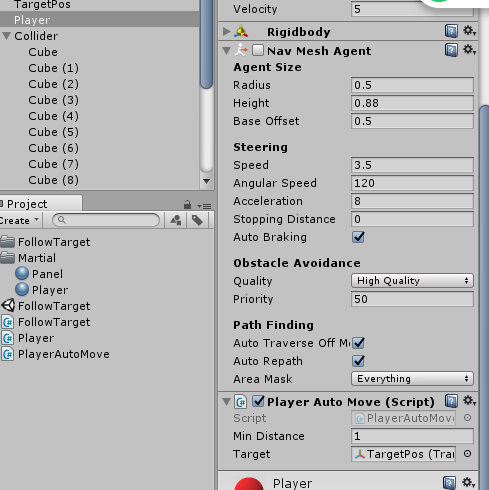 TargetPos
Player
Collider
Cube
Cube (1)
Cube (2)
Cube (3)
Cube (4)
Cube (5)
Cube (6)
Cube (7)
Cube (8)
Project
Create
FollowTarget
Martial
Panel
Player
FollowTarget
FollowTarget
Player
PlayerAutoMove
Velocity 5
Rigidbody
Nav Mesh Agent
Agent Size
Radius 0.5
Height 0.88
Base Offset 0.5
Steering
Speed 3.5
Angular Speed 120
Acceleration 8
Stopping Distance 0
Auto Braking
Obstacle Avoidance
Quality High Quality
Priority 50
Path Finding
Auto Traverse Off M
Auto Repath
Area Mask Everything
Player Auto Move (Script)
Script PlayerAutoMov
Min Distance 1
Target TargetPos (Tra
Player